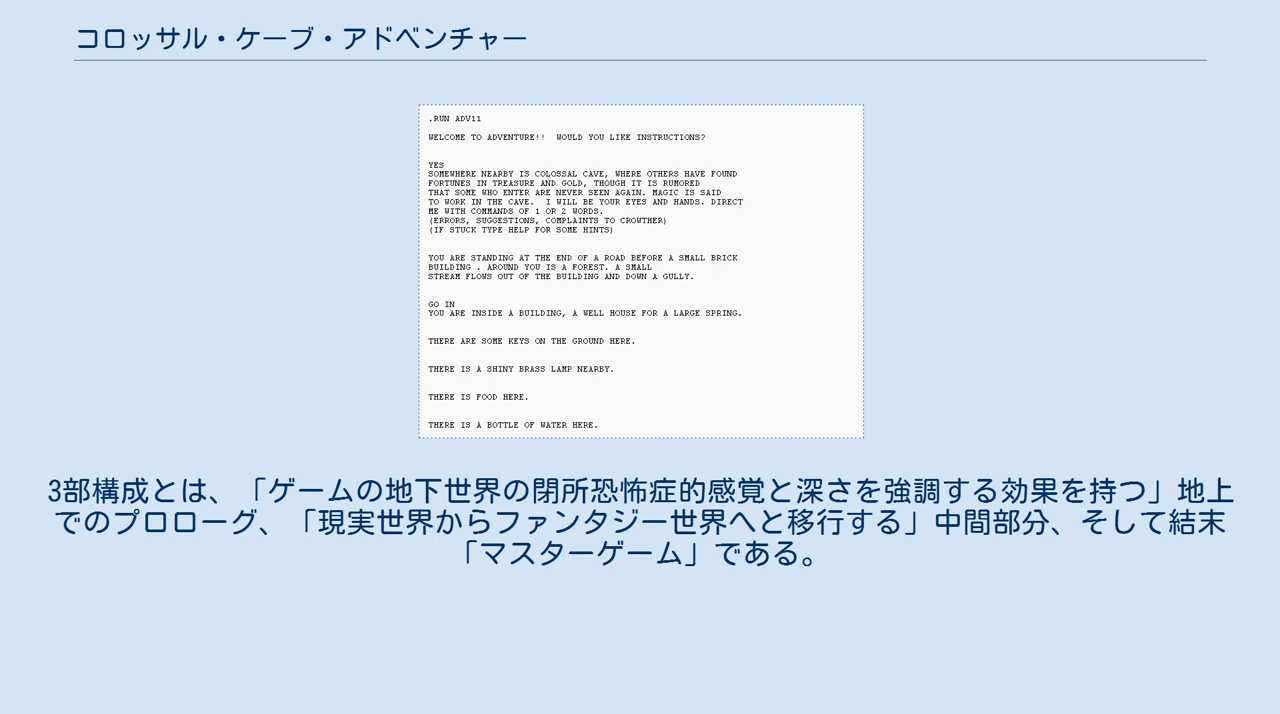 コロッサル・ケーブ・アドベンチャー
.RUN ADV11
WELCOME TO ADVENTURE!!  WOULD YOU LIKE INSTRUCTIONS?
YES
SOMEWHERE NEARBY IS COLOSSAL CAVE, WHERE OTHERS HAVE FOUND
FORTUNES IN TREASURE AND GOLD, THOUGH IT IS RUMORED
THAT SOME WHO ENTER ARE NEVER SEEN AGAIN. MAGIC IS SAID
TO WORK IN THE CAVE.  I WILL BE YOUR EYES AND HANDS. DIRECT
ME WITH COMMANDS OF 1 OR 2 WORDS.
(ERRORS, SUGGESTIONS, COMPLAINTS TO CROWTHER)
(IF STUCK TYPE HELP FOR SOME HINTS)
YOU ARE STANDING AT THE END OF A ROAD BEFORE A SMALL BRICK
BUILDING . AROUND YOU IS A FOREST. A SMALL
STREAM FLOWS OUT OF THE BUILDING AND DOWN A GULLY.
GO IN
YOU ARE INSIDE A BUILDING, A WELL HOUSE FOR A LARGE SPRING.
THERE ARE SOME KEYS ON THE GROUND HERE.
THERE IS A SHINY BRASS LAMP NEARBY.
THERE IS FOOD HERE.
THERE IS A BOTTLE OF WATER HERE.
3部構成とは、「ゲームの地下世界の閉所恐怖症的感覚と深さを強調する効果を持つ」地上
でのプロローグ、「現実世界からファンタジー世界へと移行する」中間部分、そして結末
「マスターゲーム」である。